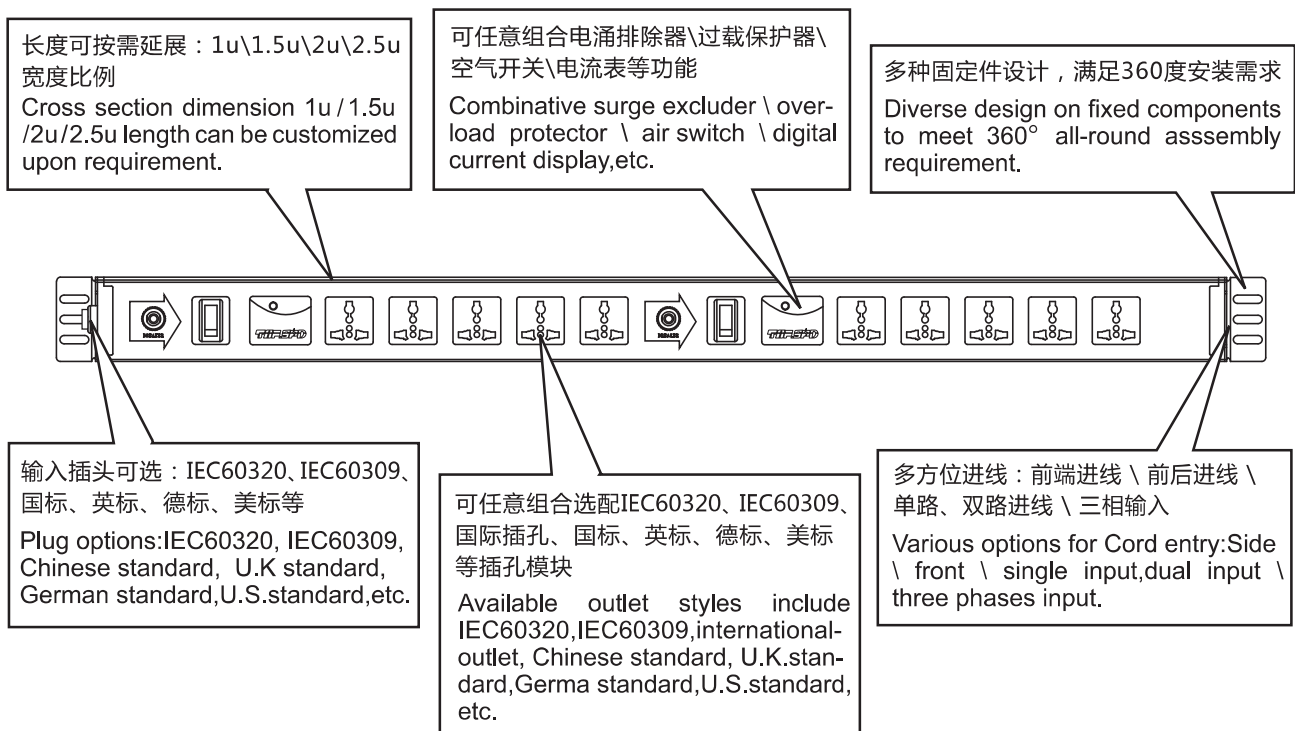 长度可按需延展：1u\1.5u\2u\2.5u
宽度比例
Cross section dimension 1u/1.5u
/2u/2.5u length can be customized
upon requirement.
可任意组合电涌排除器\过载保护器\
空气开关\电流表等功能
Combinative surge excluder \ over-
load protector \ air switch \ digital
current display,etc.
多种固定件设计，满足360度安装需求
Diverse design on fixed components
to meet 360° all-round asssembly
requirement.
输入插头可选：IEC60320、IEC60309、
国标、英标、德标、美标等
Plug options:IEC60320, IEC60309,
Chinese standard, U.K standard,
German standard,U.S.standard,etc.
可任意组合选配IEC60320、IEC60309、
国际插孔、国标、英标、德标、美标
等插孔模块
Available outlet styles include
IEC60320,IEC60309,international-
outlet, Chinese standard, U.K.stan-
dard,Germa standard,U.S.standard,
etc.
多方位进线：前端进线 \ 前后进线 \
单路、双路进线 \ 三相输入
Various options for Cord entry:Side
\ front \ single input,dual input \
three phases input.